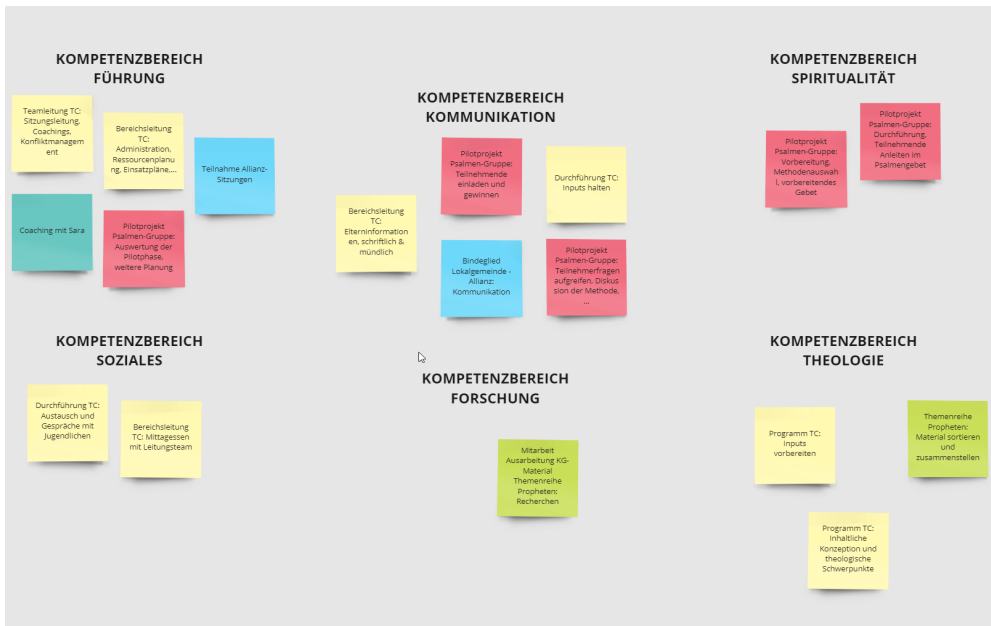 KOMPETENZBEREICH
FÜHRUNG
Teamleitung TC:
Sitzungsleitung,
Coachings,
Konfliktmanagem
ent
Bereichsleitung
TC:
Administration,
Ressourcenplanu
ng, Einsatzpläne,...
Teilnahme Allianz-
Sitzungen
Coaching mit Sara
Pilotprojekt
Psalmen-Gruppe:
Auswertung der
Pilotphase,
weitere Planung
KOMPETENZBEREICH
KOMMUNIKATION
Pilotprojekt
Psalmen-Gruppe:
Teilnehmende
einladen und
gewinnen
Durchführung TC:
Inputs halten
Bereichsleitung
TC:
Elterninformation
en, schriftlich &
mündlich
Bindeglied
Lokalgemeinde -
Allianz:
Kommunikation
Pilotprojekt
Psalmen-Gruppe:
Teilnehmerfragen
aufgreifen, Diskus
sion der Methode,
...
KOMPETENZBEREICH
SPIRITUALITÄT
Pilotprojekt
Psalmen-Gruppe:
Vorbereitung,
Methodenauswah
l, vorbereitendes
Gebet
Pilotprojekt
Psalmen-Gruppe:
Durchführung,
Teilnehmende
Anleiten im
Psalmengebet
KOMPETENZBEREICH
SOZIALES
Durchführung TC:
Austausch und
Gespräche mit
Jugendlichen
Bereichsleitung
TC: Mittagessen
mit Leitungsteam
KOMPETENZBEREICH
FORSCHUNG
Mitarbeit
Ausarbeitung KG-
Material
Themenreihe
Propheten:
Recherchen
KOMPETENZBEREICH
THEOLOGIE
Programm TC:
Inputs
vorbereiten
Themenreihe
Propheten:
Material sortieren
und
zusammenstellen
Programm TC:
Inhaltliche
Konzeption und
theologische
Schwerpunkte